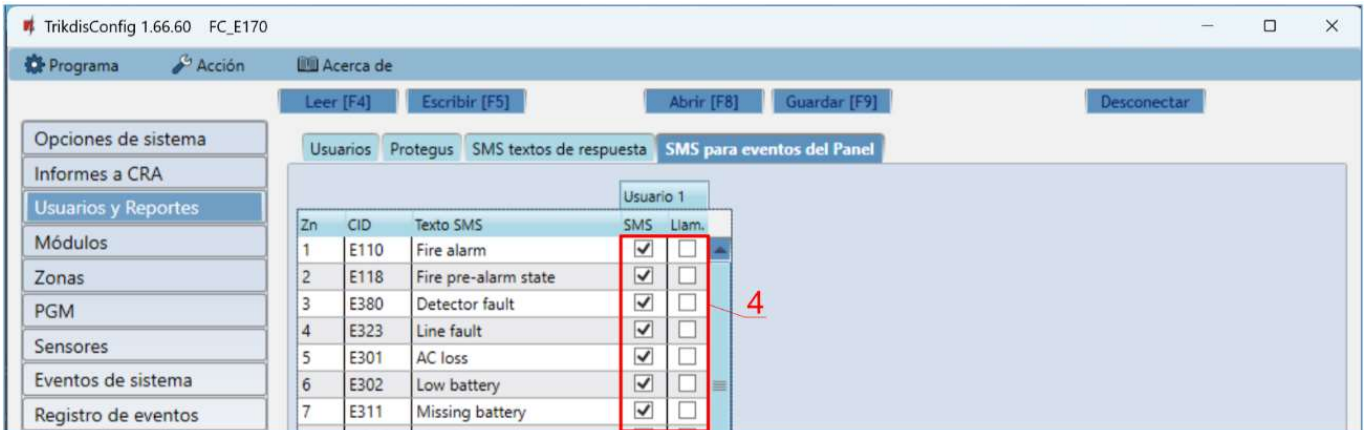 TrikdisConfig 1.66.60 FC_E170
Programa Acción Acerca de
Leer [F4] Escribir [F5] Abrir [F8] Guardar [F9] Desconectar
Opciones de sistema
Informes a CRA
Usuarios y Reportes
Módulos
Zonas
PGM
Sensores
Eventos de sistema
Registro de eventos
Usuarios Protegus SMS textos de respuesta SMS para eventos del Panel
Usuario 1
Zn CID Texto SMS SMS Llam.
1 E110 Fire alarm
2 E118 Fire pre-alarm state
3 E380 Detector fault
4 E323 Line fault
5 E301 AC loss
6 E302 Low battery
7 E311 Missing battery
4